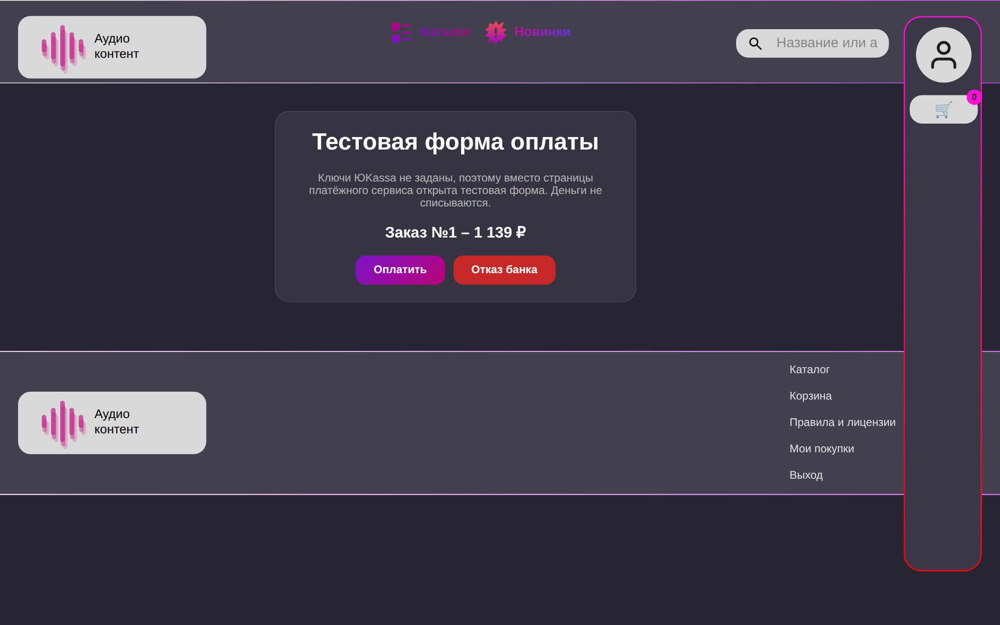 Аудио
контент
Каталог
Новинки
Название или а
0
Тестовая форма оплаты
Ключи ЮKassa не заданы, поэтому вместо страницы
платёжного сервиса открыта тестовая форма. Деньги не
списываются.
Заказ №1 – 1 139 ₽
Оплатить
Отказ банка
Аудио
контент
Каталог
Корзина
Правила и лицензии
Мои покупки
Выход